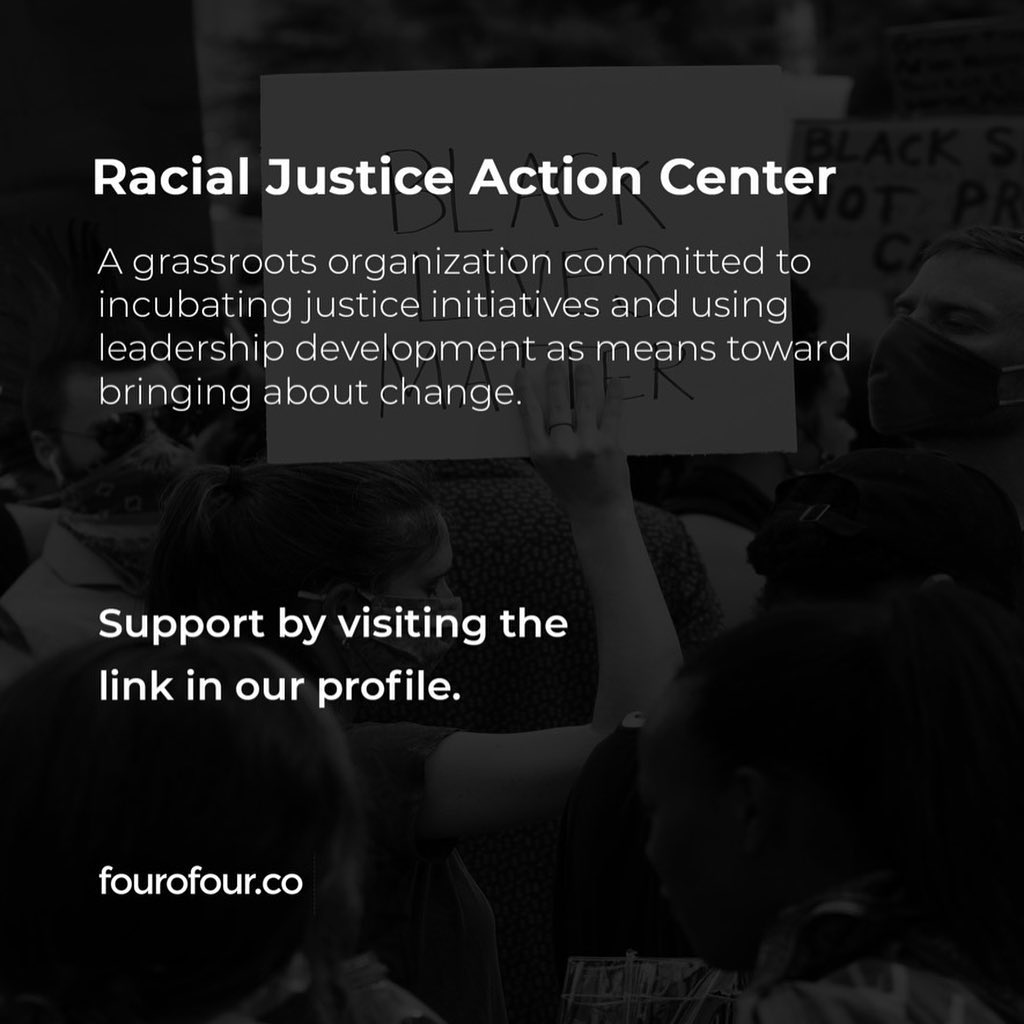 Racial Justice Action Center
A grassroots organization committed to
incubating justice initiatives and using
leadership development as means toward
bringing about change.
BLACK
LIVES
MATTER
BLACK
NOT
Support by visiting the
link in our profile.
fourofour.co